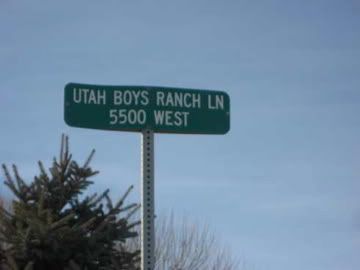 UTAH BOYS RANCH LN
5500 WEST